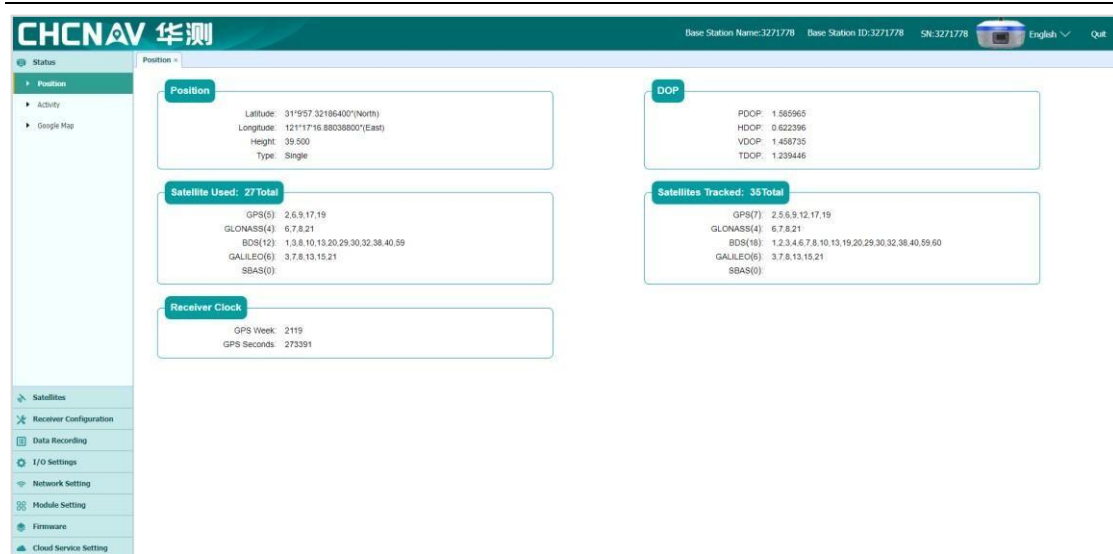 CHCNAV 华测
Base Station Name:3271778 Base Station ID:3271778 SN:3271778 English Quit
Status
Position
Activity
Google Map
Satellites
Receiver Configuration
Data Recording
I/O Settings
Network Setting
Module Setting
Firmware
Cloud Service Setting
Position ×
Position
Latitude: 31°9'57.32186400"(North)
Longitude: 121°17'16.88038800"(East)
Height: 39.500
Type: Single
DOP
PDOP: 1.585965
HDOP: 0.622396
VDOP: 1.458735
TDOP: 1.239446
Satellite Used: 27Total
GPS(5): 2,6,9,17,19
GLONASS(4): 6,7,8,21
BDS(12): 1,3,8,10,13,20,29,30,32,38,40,59
GALILEO(6): 3,7,8,13,15,21
SBAS(0):
Satellites Tracked: 35Total
GPS(7): 2,5,6,9,12,17,19
GLONASS(4): 6,7,8,21
BDS(18): 1,2,3,4,6,7,8,10,13,19,20,29,30,32,38,40,59,60
GALILEO(6): 3,7,8,13,15,21
SBAS(0):
Receiver Clock
GPS Week: 2119
GPS Seconds: 273391